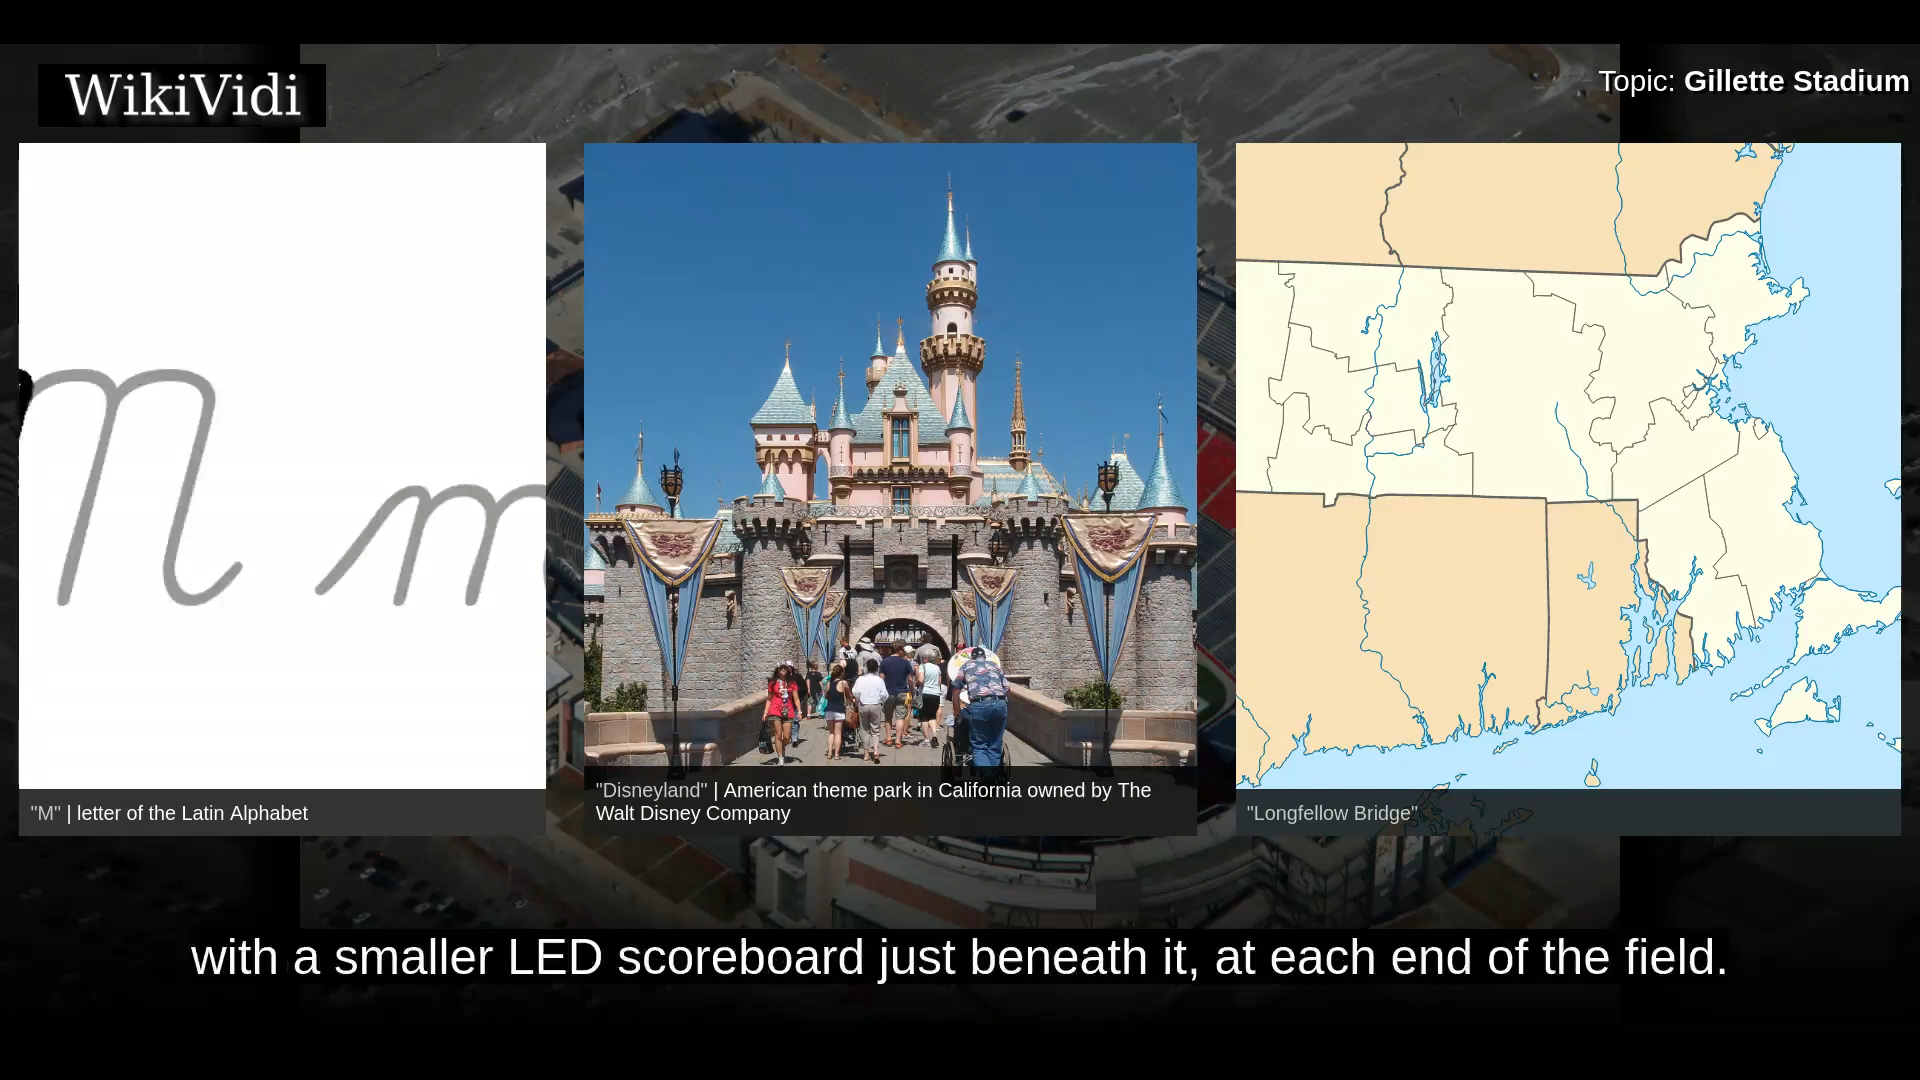 WikiVidi
Topic: Gillette Stadium
"M" | letter of the Latin Alphabet
"Disneyland" | American theme park in California owned by The
Walt Disney Company
"Longfellow Bridge"
with a smaller LED scoreboard just beneath it, at each end of the field.